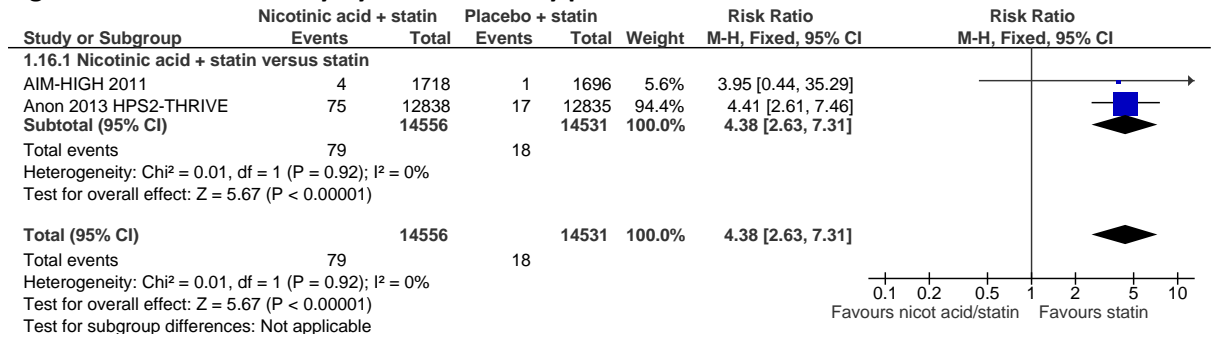 Nicotinic acid + statin Placebo + statin Risk Ratio Risk Ratio
Study or Subgroup Events Total Events Total Weight M-H, Fixed, 95% CI M-H, Fixed, 95% CI
1.16.1 Nicotinic acid + statin versus statin
AIM-HIGH 2011 4 1718 1 1696 5.6% 3.95 [0.44, 35.29]
Anon 2013 HPS2-THRIVE 75 12838 17 12835 94.4% 4.41 [2.61, 7.46]
Subtotal (95% CI) 14556 14531 100.0% 4.38 [2.63, 7.31]
Total events 79 18
Heterogeneity: Chi² = 0.01, df = 1 (P = 0.92); I² = 0%
Test for overall effect: Z = 5.67 (P < 0.00001)
Total (95% CI) 14556 14531 100.0% 4.38 [2.63, 7.31]
Total events 79 18
Heterogeneity: Chi² = 0.01, df = 1 (P = 0.92); I² = 0%
Test for overall effect: Z = 5.67 (P < 0.00001)
Test for subgroup differences: Not applicable
0.1 0.2 0.5 1 2 5 10
Favours nicot acid/statin Favours statin